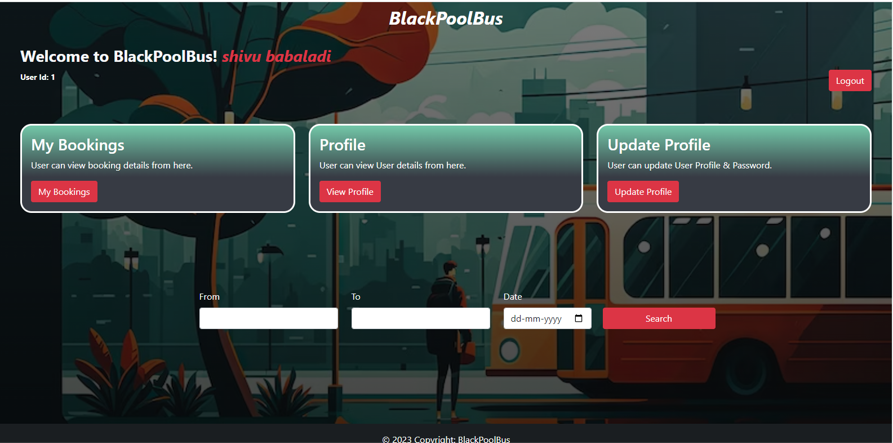 BlackPoolBus
Welcome to BlackPoolBus! shivu babaladi
User Id: 1
Logout
My Bookings
User can view booking details from here.
My Bookings
Profile
User can view User details from here.
View Profile
Update Profile
User can update User Profile & Password.
Update Profile
From
To
Date
dd-mm-yyyy
Search
© 2023 Copyright: BlackPoolBus